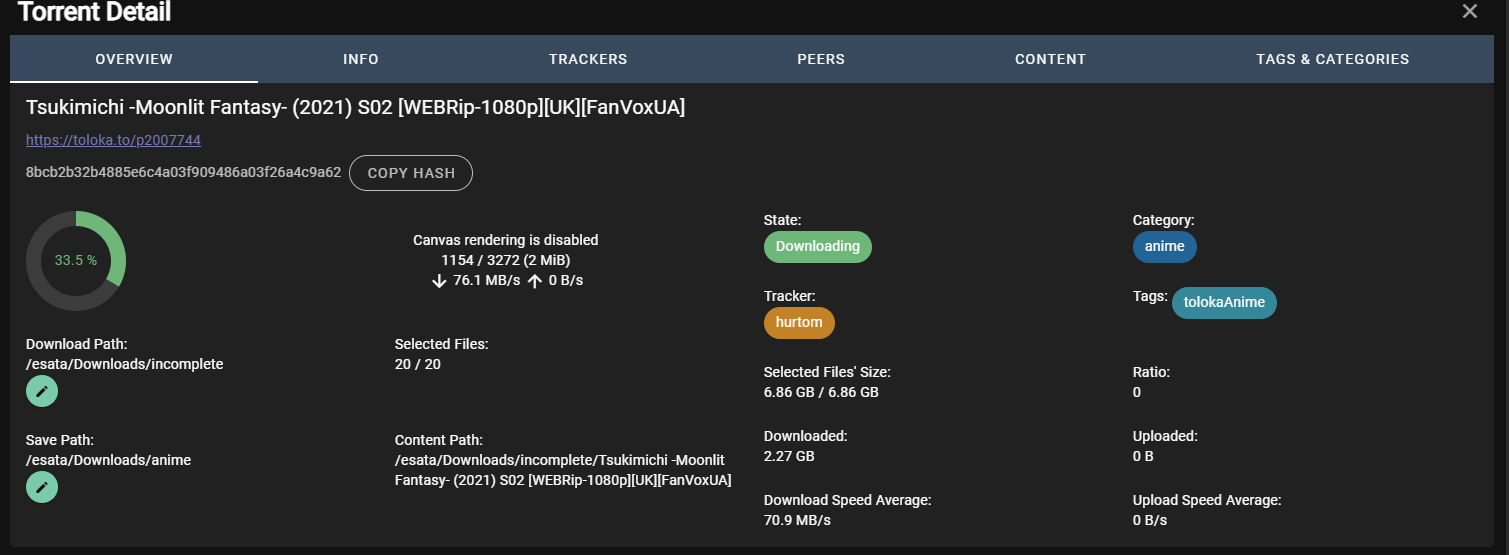 Torrent Detail
OVERVIEW
INFO
TRACKERS
PEERS
CONTENT
TAGS & CATEGORIES
Tsukimichi -Moonlit Fantasy- (2021) S02 [WEBRip-1080p][UK][FanVoxUA]
https://toloka.to/p2007744
8bcb2b32b4885e6c4a03f909486a03f26a4c9a62
COPY HASH
33.5 %
Canvas rendering is disabled
1154 / 3272 (2 MiB)
76.1 MB/s 0 B/s
State:
Downloading
Category:
anime
Tracker:
hurtom
Tags: tolokaAnime
Download Path:
/esata/Downloads/incomplete
Selected Files:
20 / 20
Selected Files' Size:
6.86 GB / 6.86 GB
Ratio:
0
Save Path:
/esata/Downloads/anime
Content Path:
/esata/Downloads/incomplete/Tsukimichi -Moonlit
Fantasy- (2021) S02 [WEBRip-1080p][UK][FanVoxUA]
Downloaded:
2.27 GB
Uploaded:
0 B
Download Speed Average:
70.9 MB/s
Upload Speed Average:
0 B/s